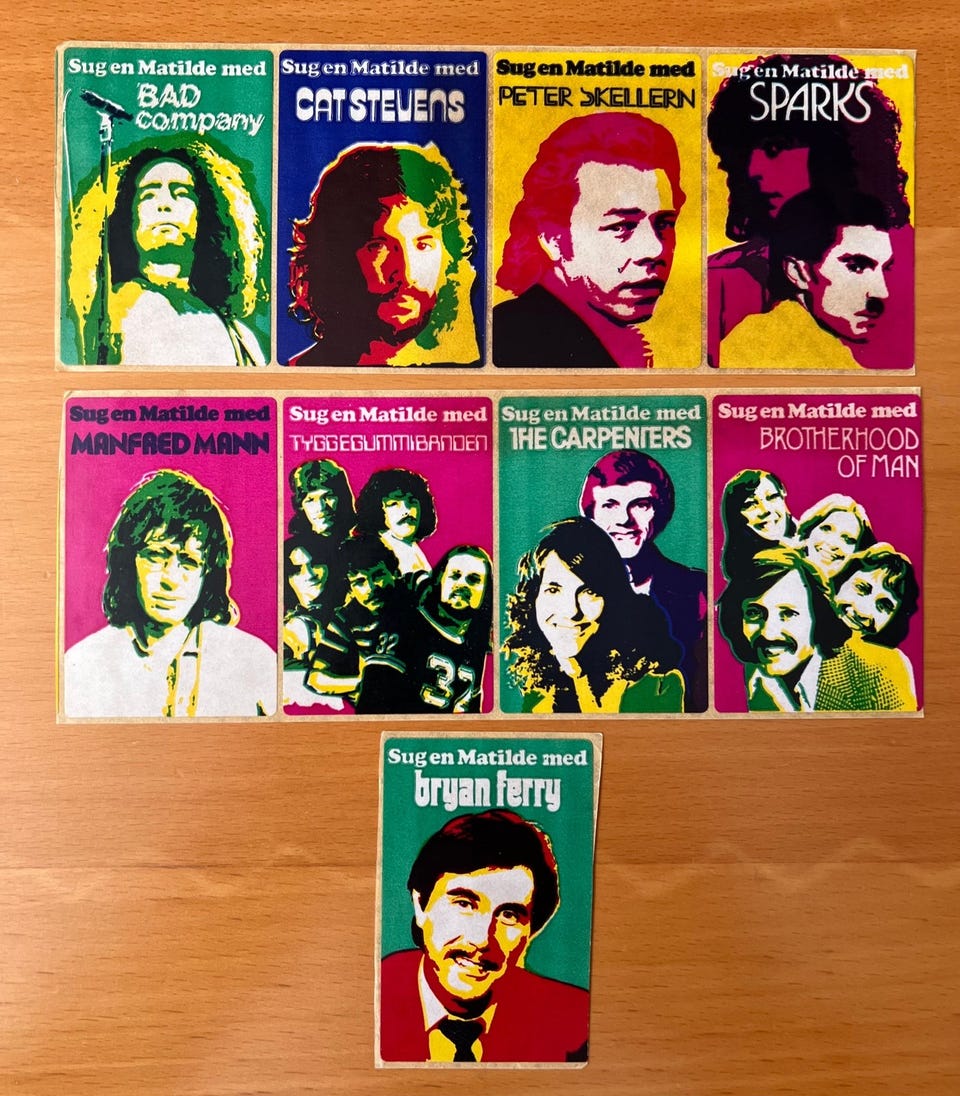 Sug en Matilde med
BAD
company
Sug en Matilde med
CAT STEVENS
Sug en Matilde med
PETER SKELLERN
Sug en Matilde med
SPARKS
Sug en Matilde med
MANFRED MANN
Sug en Matilde med
TYGGEGUMMIBANDEN
32
37
Sug en Matilde med
THE CARPENTERS
Sug en Matilde med
BROTHERHOOD
OF MAN
Sug en Matilde med
bryan ferry